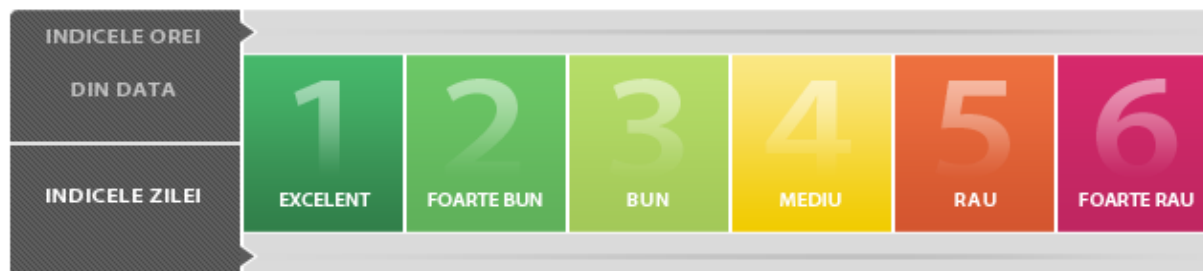 INDICELE OREI
DIN DATA
INDICELE ZILEI
1
EXCELENT
2
FOARTE BUN
3
BUN
4
MEDIU
5
RAU
6
FOARTE RAU